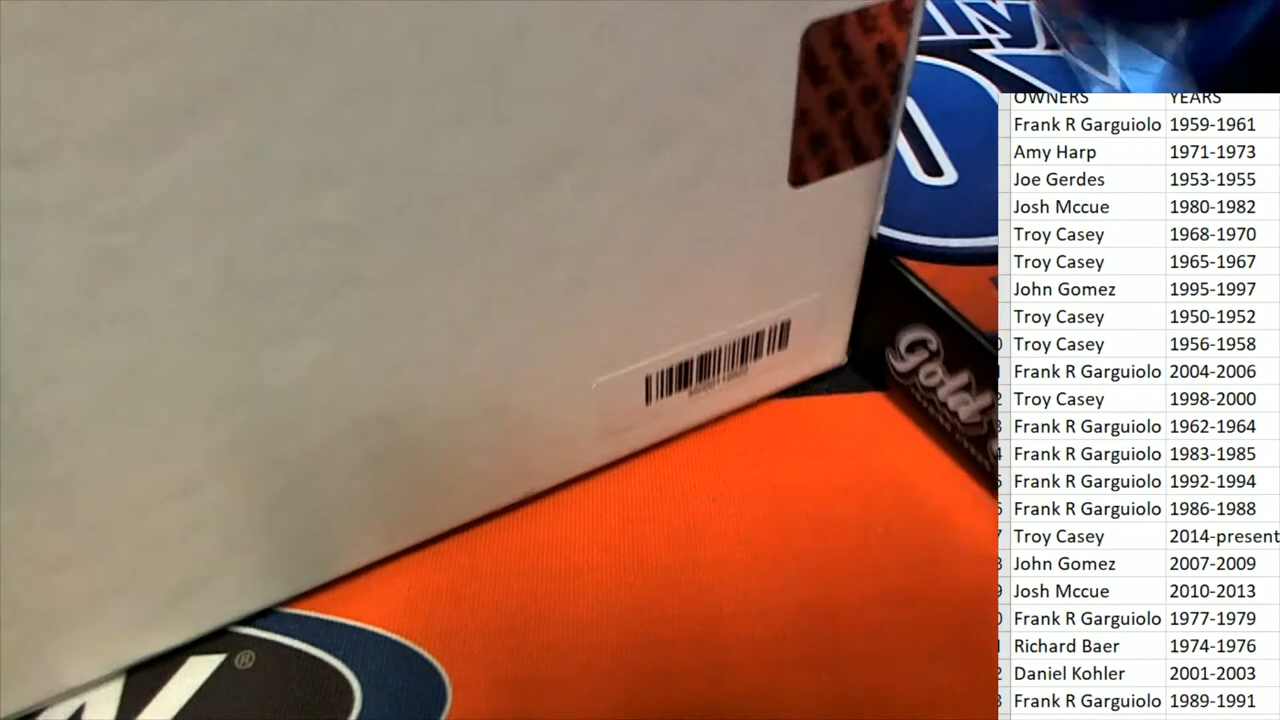 OWNERS YEARS
Frank R Garguiolo 1959-1961
Amy Harp 1971-1973
Joe Gerdes 1953-1955
Josh Mccue 1980-1982
Troy Casey 1968-1970
Troy Casey 1965-1967
John Gomez 1995-1997
Troy Casey 1950-1952
Troy Casey 1956-1958
Frank R Garguiolo 2004-2006
Troy Casey 1998-2000
Frank R Garguiolo 1962-1964
Frank R Garguiolo 1983-1985
Frank R Garguiolo 1992-1994
Frank R Garguiolo 1986-1988
Troy Casey 2014-present
John Gomez 2007-2009
Josh Mccue 2010-2013
Frank R Garguiolo 1977-1979
Richard Baer 1974-1976
Daniel Kohler 2001-2003
Frank R Garguiolo 1989-1991
Gold
®